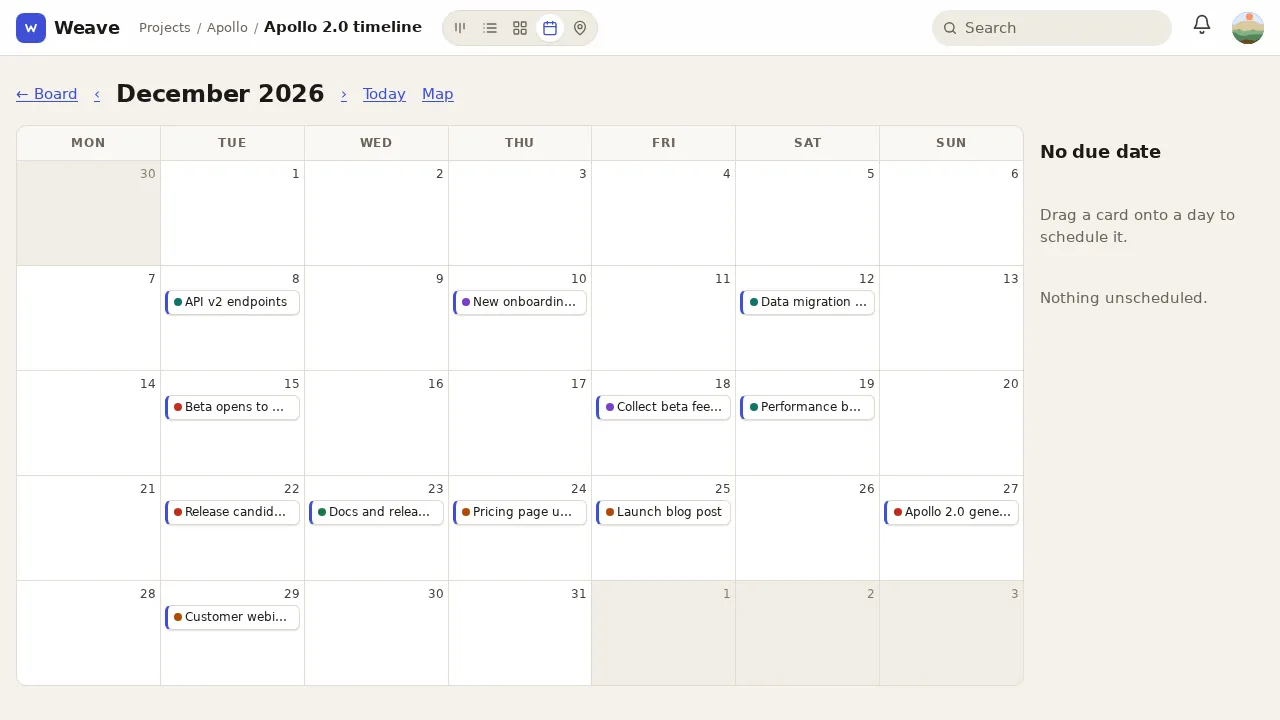 Weave
Projects / Apollo / Apollo 2.0 timeline
Search
← Board ‹ December 2026 › Today Map
MON TUE WED THU FRI SAT SUN
30 1 2 3 4 5 6
7 8 9 10 11 12 13
API v2 endpoints New onboardin... Data migration ...
14 15 16 17 18 19 20
Beta opens to ... Collect beta fee... Performance b...
21 22 23 24 25 26 27
Release candid... Docs and relea... Pricing page u... Launch blog post Apollo 2.0 gene...
28 29 30 31 1 2 3
Customer webi...
No due date
Drag a card onto a day to
schedule it.
Nothing unscheduled.